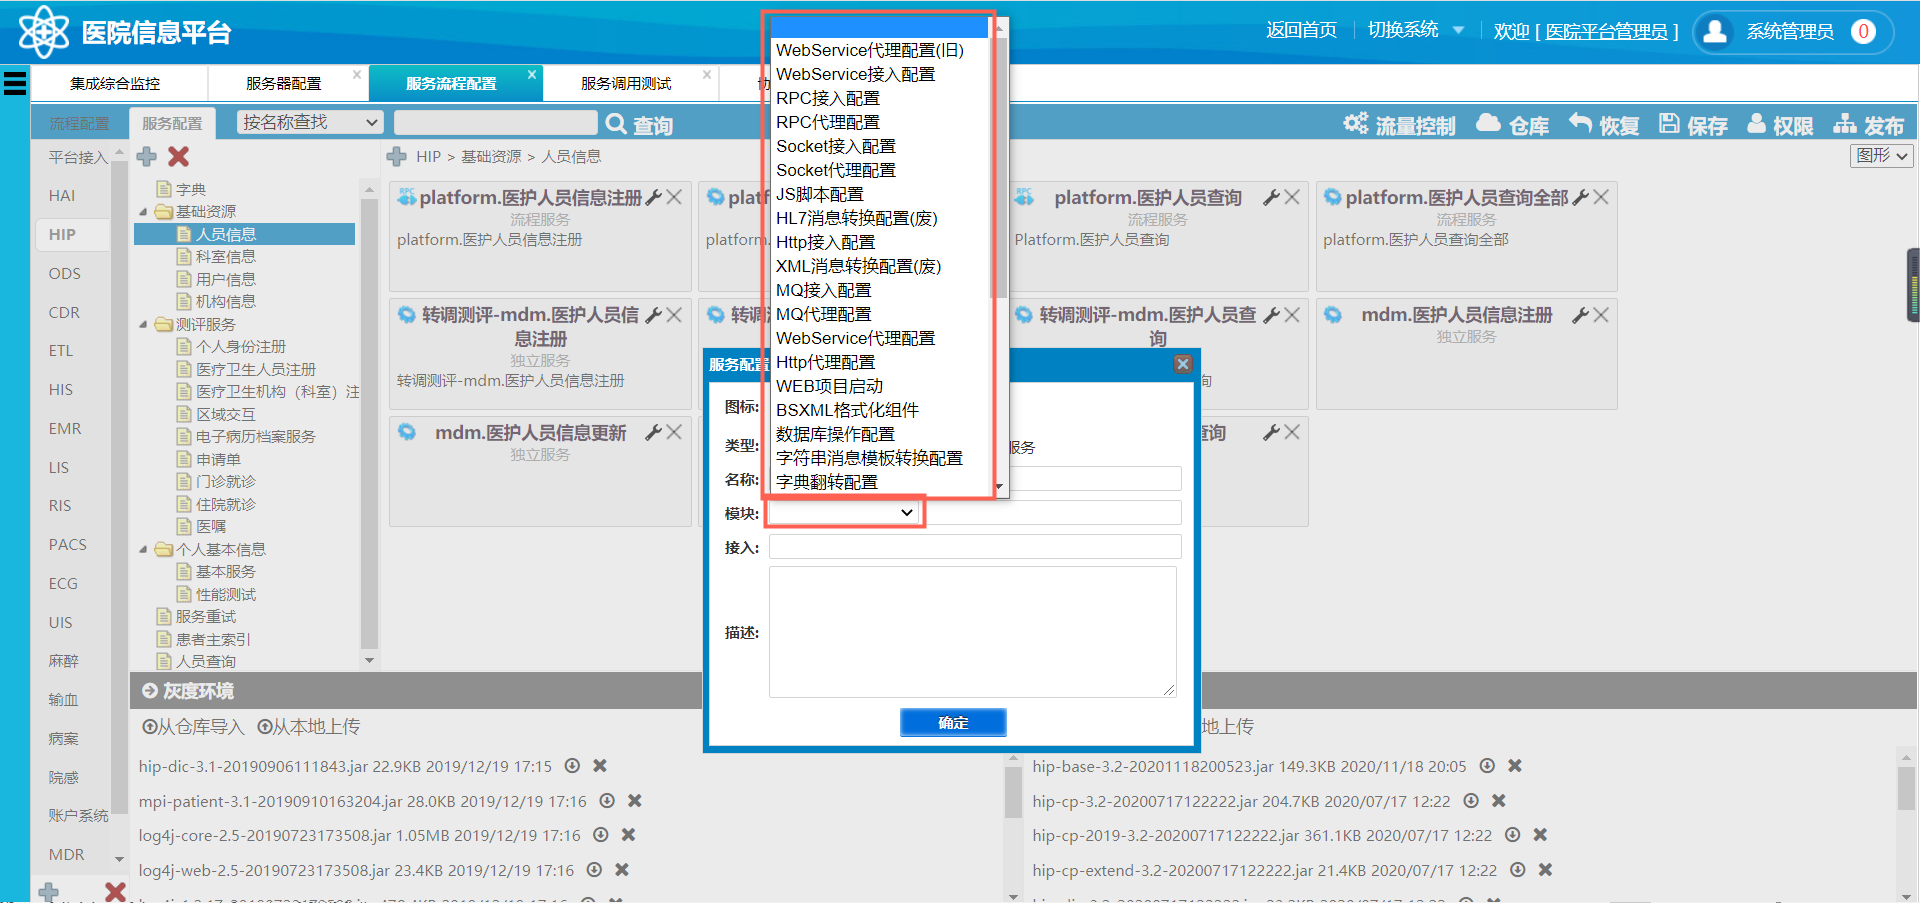 医院信息平台
返回首页
切换系统
欢迎 [ 医院平台管理员 ]
系统管理员
0
集成综合监控
服务器配置
服务流程配置
服务调用测试
流程配置
服务配置
按名称查找
查询
流量控制
仓库
恢复
保存
权限
发布
平台接入
HAI
HIP
ODS
CDR
ETL
HIS
EMR
LIS
RIS
PACS
ECG
UIS
麻醉
输血
病案
院感
账户系统
MDR
字典
基础资源
人员信息
科室信息
用户信息
机构信息
测评服务
个人身份注册
医疗卫生人员注册
医疗卫生机构（科室）注
区域交互
电子病历档案服务
申请单
门诊就诊
住院就诊
医嘱
个人基本信息
基本服务
性能测试
服务重试
患者主索引
人员查询
HIP > 基础资源 > 人员信息
图形
platform.医护人员信息注册
流程服务
platform.医护人员信息注册
platf
platform.
platform.医护人员查询
流程服务
Platform.医护人员查询
platform.医护人员查询全部
流程服务
platform.医护人员查询全部
转调测评-mdm.医护人员信
息注册
独立服务
转调测评-mdm.医护人员信息注册
转调测评-mdm.医护人员查
询
mdm.医护人员信息注册
独立服务
mdm.医护人员信息更新
独立服务
查询
WebService代理配置(旧)
WebService接入配置
RPC接入配置
RPC代理配置
Socket接入配置
Socket代理配置
JS脚本配置
HL7消息转换配置(废)
Http接入配置
XML消息转换配置(废)
MQ接入配置
MQ代理配置
WebService代理配置
Http代理配置
WEB项目启动
BSXML格式化组件
数据库操作配置
字符串消息模板转换配置
字典翻转配置
服务配置
图标:
类型:
服务
名称:
模块:
接入:
描述:
确定
灰度环境
从仓库导入
从本地上传
地上传
hip-dic-3.1-20190906111843.jar 22.9KB 2019/12/19 17:15
mpi-patient-3.1-20190910163204.jar 28.0KB 2019/12/19 17:16
log4j-core-2.5-20190723173508.jar 1.05MB 2019/12/19 17:16
log4j-web-2.5-20190723173508.jar 23.4KB 2019/12/19 17:16
hip-base-3.2-20201118200523.jar 149.3KB 2020/11/18 20:05
hip-cp-3.2-20200717122222.jar 204.7KB 2020/07/17 12:22
hip-cp-2019-3.2-20200717122222.jar 361.1KB 2020/07/17 12:22
hip-cp-extend-3.2-20200717122222.jar 21.4KB 2020/07/17 12:22